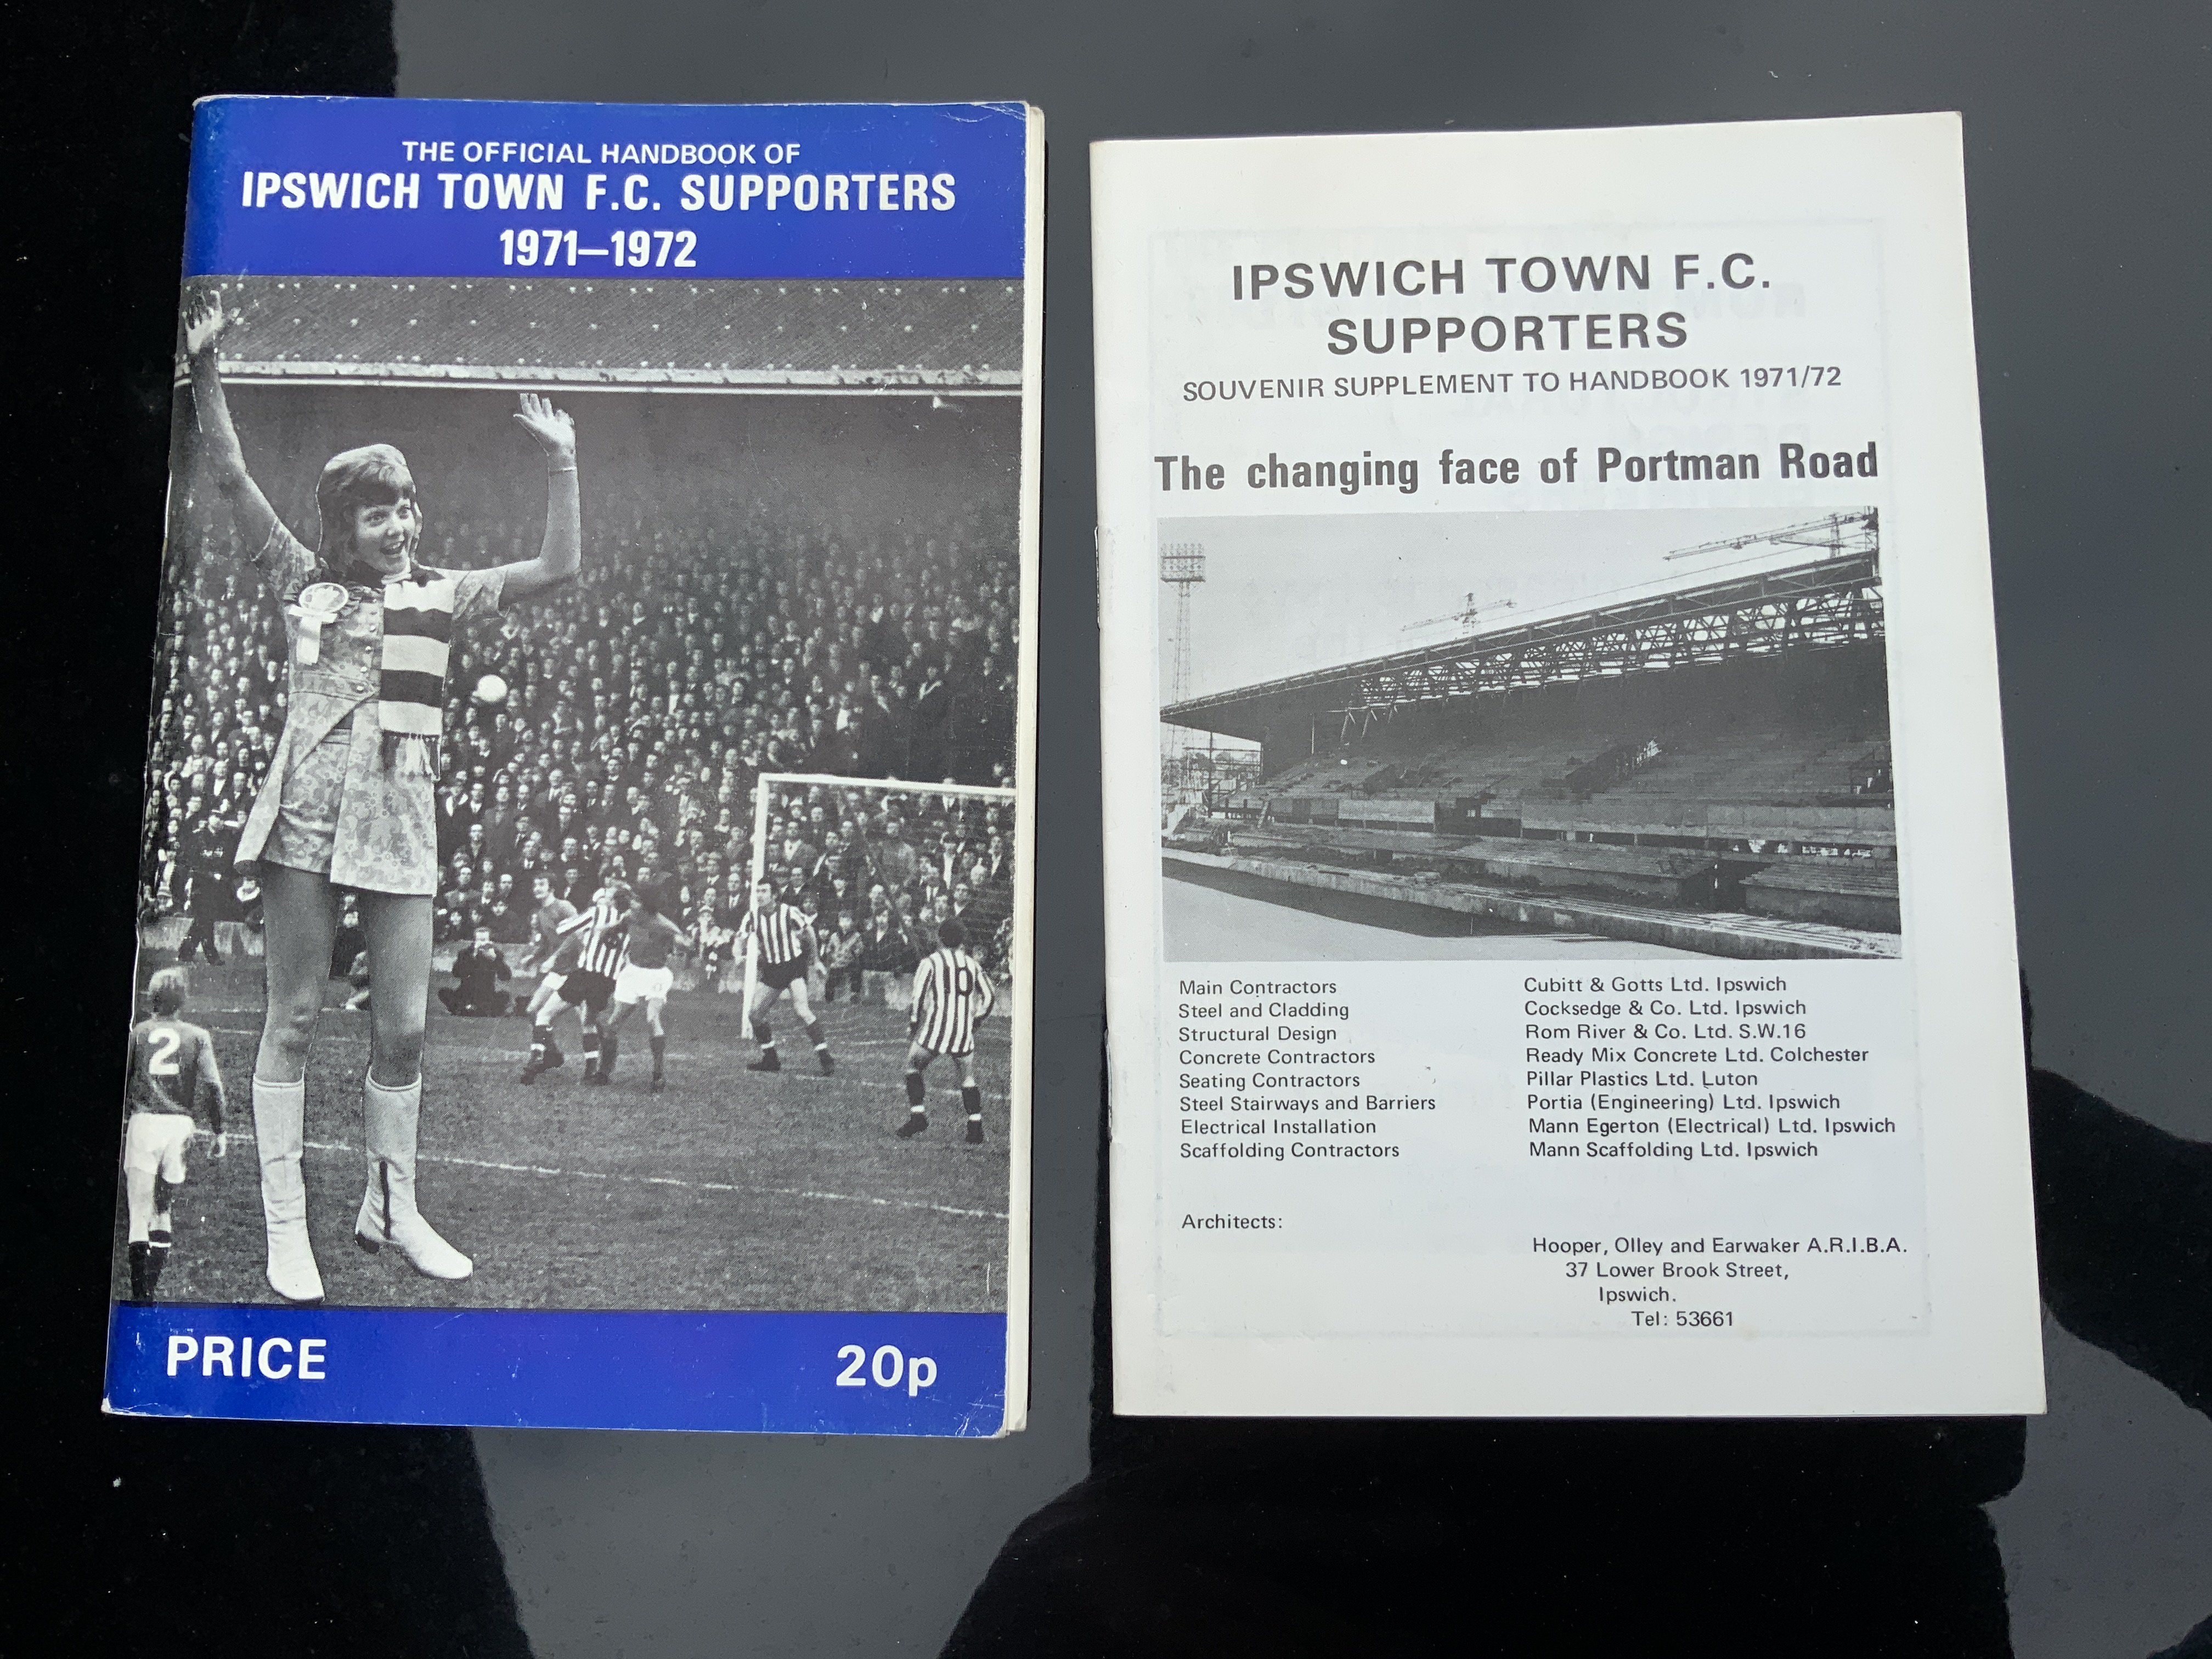 THE OFFICIAL HANDBOOK OF
IPSWICH TOWN F.C. SUPPORTERS
1971–1972
2
8
PRICE
20p
IPSWICH TOWN F.C.
SUPPORTERS
SOUVENIR SUPPLEMENT TO HANDBOOK 1971/72
The changing face of Portman Road
Main Contractors Cubitt & Gotts Ltd. Ipswich
Steel and Cladding Cocksedge & Co. Ltd. Ipswich
Structural Design Rom River & Co. Ltd. S.W.16
Concrete Contractors Ready Mix Concrete Ltd. Colchester
Seating Contractors Pillar Plastics Ltd. Luton
Steel Stairways and Barriers Portia (Engineering) Ltd. Ipswich
Electrical Installation Mann Egerton (Electrical) Ltd. Ipswich
Scaffolding Contractors Mann Scaffolding Ltd. Ipswich
Architects:
Hooper, Olley and Earwaker A.R.I.B.A.
37 Lower Brook Street,
Ipswich.
Tel: 53661